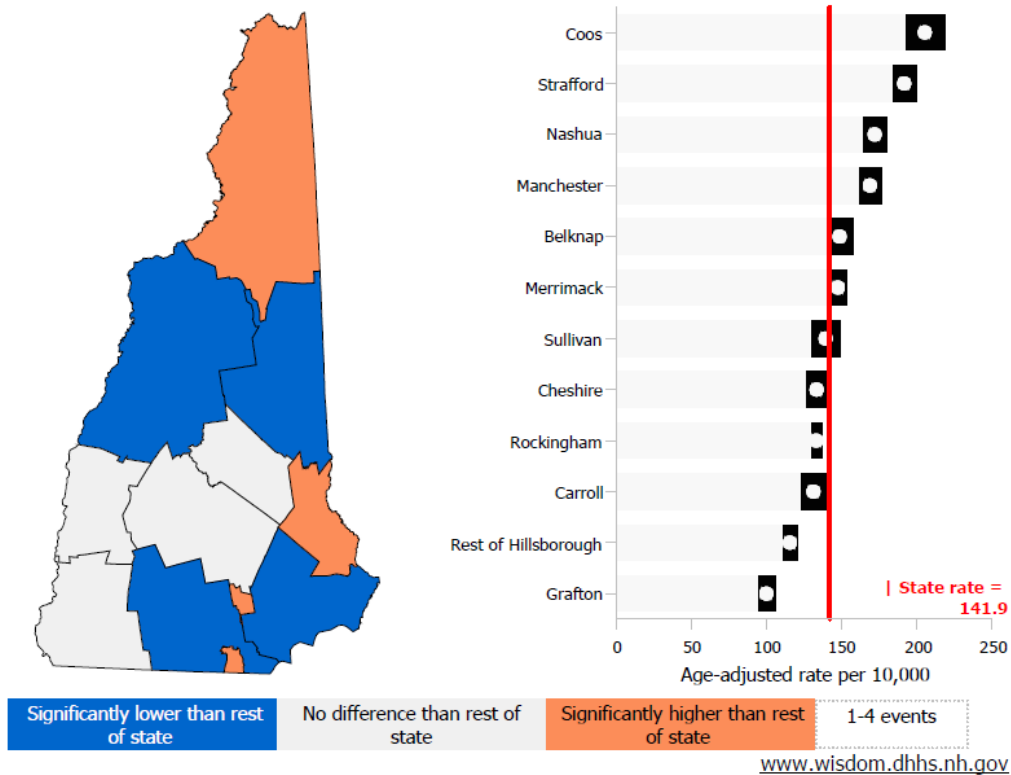 Coos
Strafford
Nashua
Manchester
Belknap
Merrimack
Sullivan
Cheshire
Rockingham
Carroll
Rest of Hillsborough
Grafton
| State rate =
141.9
0 50 100 150 200 250
Age-adjusted rate per 10,000
Significantly lower than rest
of state
No difference than rest of
state
Significantly higher than rest
of state
1-4 events
www.wisdom.dhhs.nh.gov